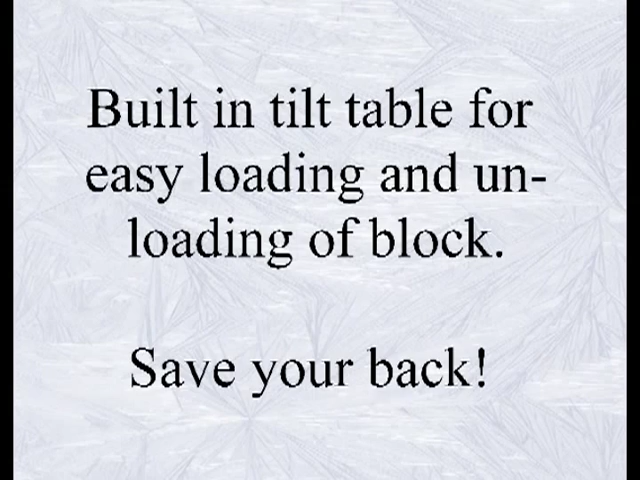 Built in tilt table for
easy loading and un-
loading of block.
Save your back!